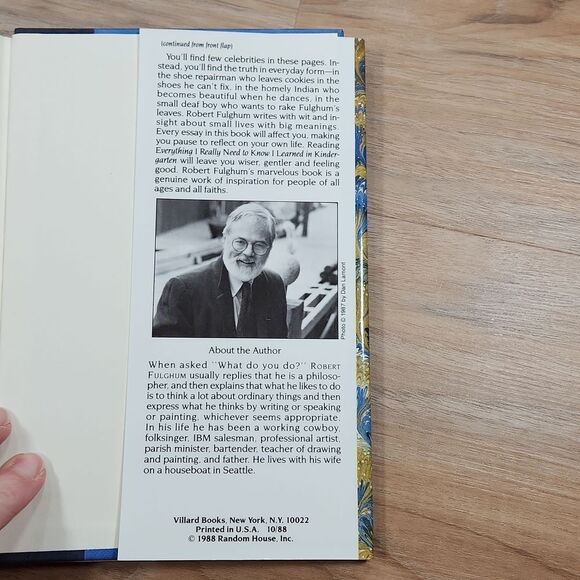 (continued from front flap)
You'll find few celebrities in these pages. In-
stead, you'll find the truth in everyday form—in
the shoe repairman who leaves cookies in the
shoes he can't fix, in the homely Indian who
becomes beautiful when he dances, in the
small deaf boy who wants to rake Fulghum's
leaves. Robert Fulghum writes with wit and in-
sight about small lives with big meanings.
Every essay in this book will affect you, making
you pause to reflect on your own life. Reading
Everything I Really Need to Know I Learned in Kinder-
garten will leave you wiser, gentler and feeling
good. Robert Fulghum's marvelous book is a
genuine work of inspiration for people of all
ages and all faiths.
Photo © 1987 by Dan Lamont
About the Author
When asked "What do you do?" ROBERT
FULGHUM usually replies that he is a philoso-
pher, and then explains that what he likes to do
is to think a lot about ordinary things and then
express what he thinks by writing or speaking
or painting, whichever seems appropriate.
In his life he has been a working cowboy,
folksinger, IBM salesman, professional artist,
parish minister, bartender, teacher of drawing
and painting, and father. He lives with his wife
on a houseboat in Seattle.
Villard Books, New York, N.Y. 10022
Printed in U.S.A. 10/88
© 1988 Random House, Inc.